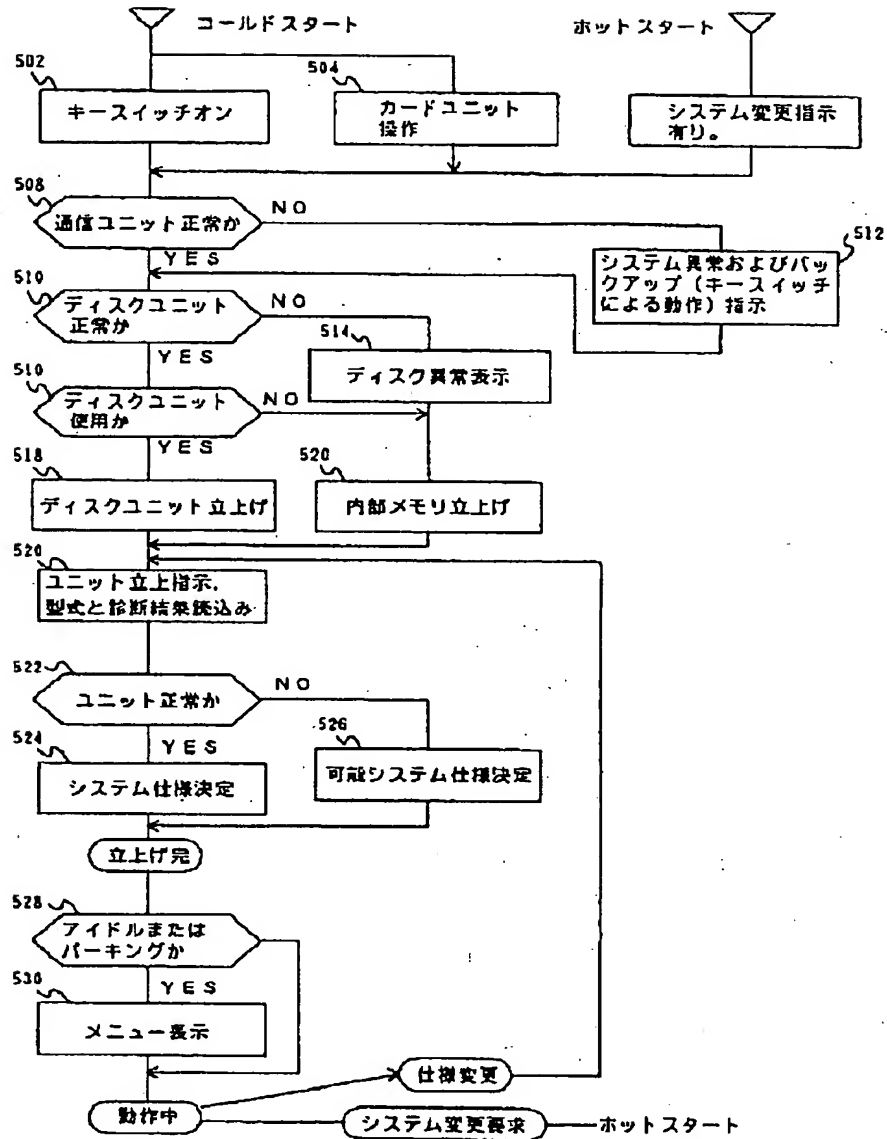 コールドスタート
ホットスタート
502
キースイッチオン
504
カードユニット
操作
システム変更指示
有り。
508
通信ユニット正常か
NO
YES
512
システム異常およびバッ
クアップ(キースイッチ
による動作)指示
510
ディスクユニット
正常か
NO
YES
514
ディスク異常表示
510
ディスクユニット
使用か
NO
YES
518
ディスクユニット立上げ
520
内部メモリ立上げ
520
ユニット立上指示,
型式と診断結果読込み
522
ユニット正常か
NO
YES
524
システム仕様決定
526
可能システム仕様決定
立上げ完
528
アイドルまたは
パーキングか
YES
530
メニュー表示
動作中
仕様変更
システム変更要求
ホットスタート